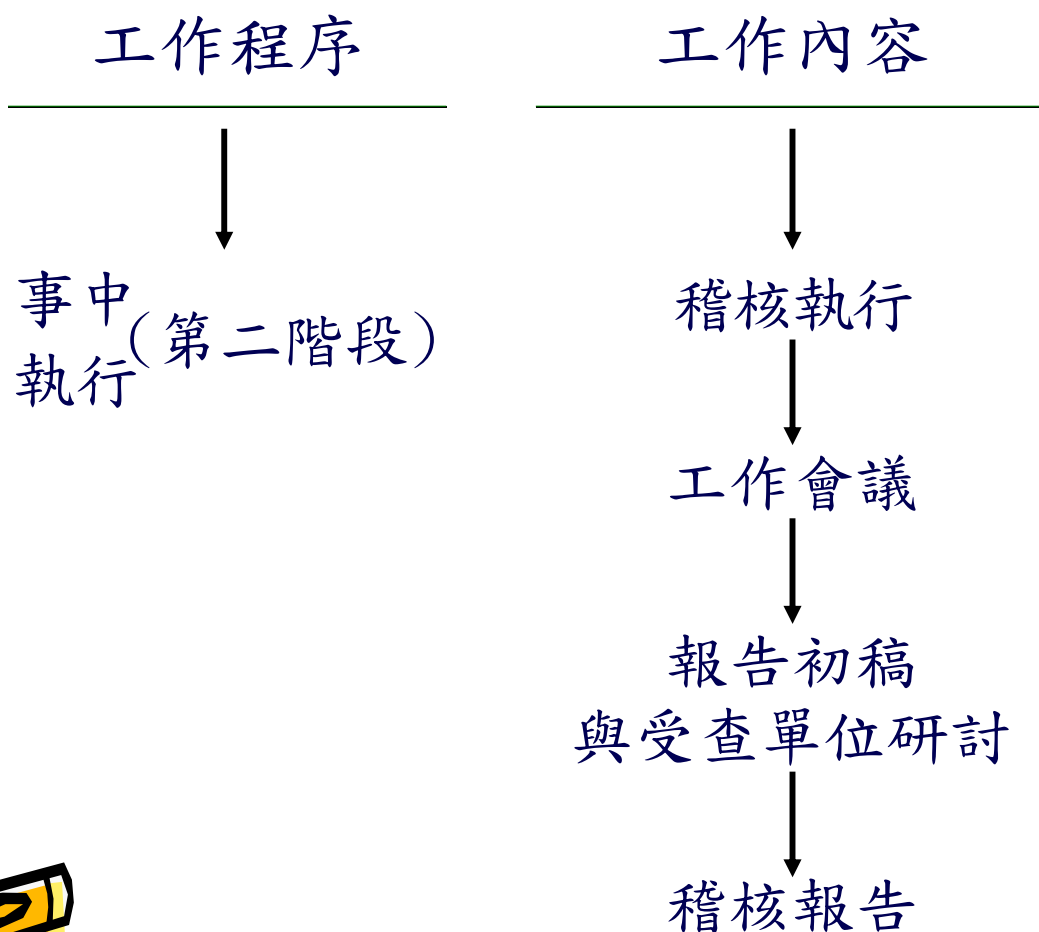 工作程序
工作內容
事中
執行
(第二階段)
稽核執行
工作會議
報告初稿
與受查單位研討
稽核報告